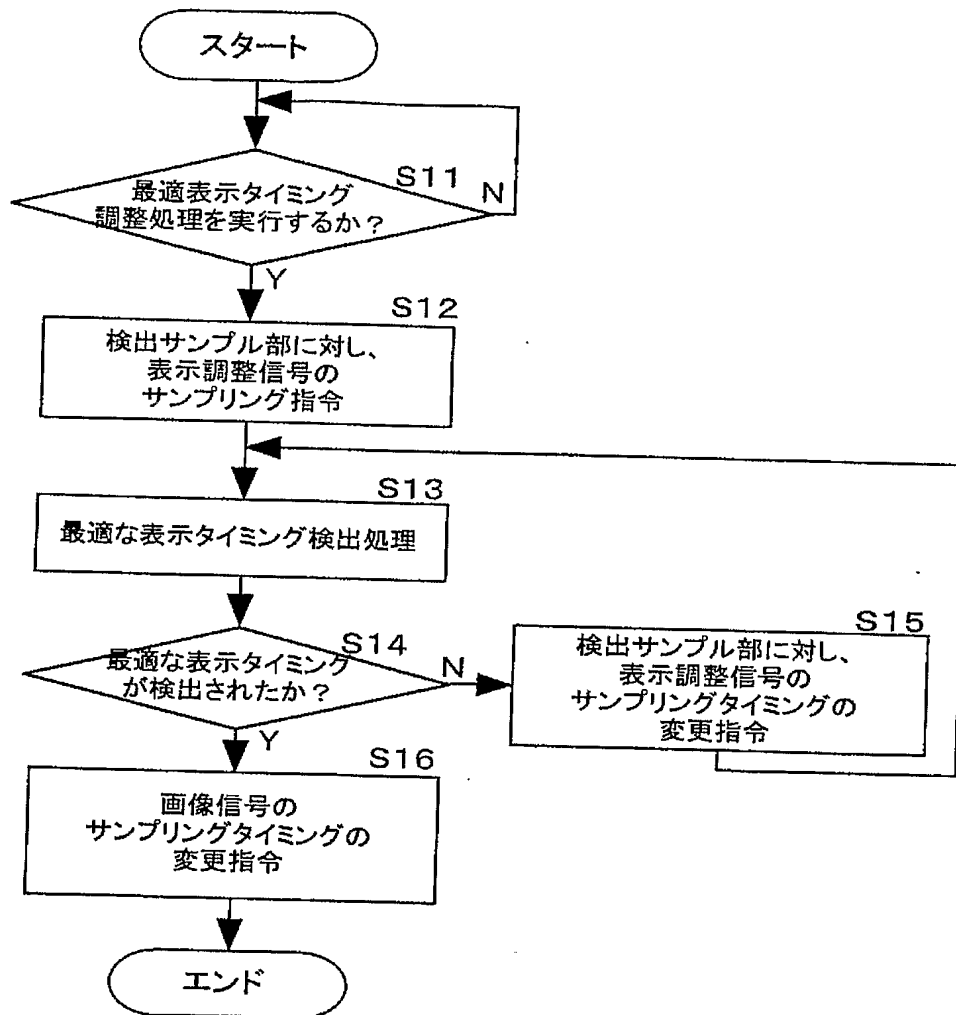 スタート
S11
最適表示タイミング
調整処理を実行するか？
N
Y
S12
検出サンプル部に対し、
表示調整信号の
サンプリング指令
S13
最適な表示タイミング検出処理
S14
最適な表示タイミング
が検出されたか？
N
Y
S15
検出サンプル部に対し、
表示調整信号の
サンプリングタイミングの
変更指令
S16
画像信号の
サンプリングタイミングの
変更指令
エンド